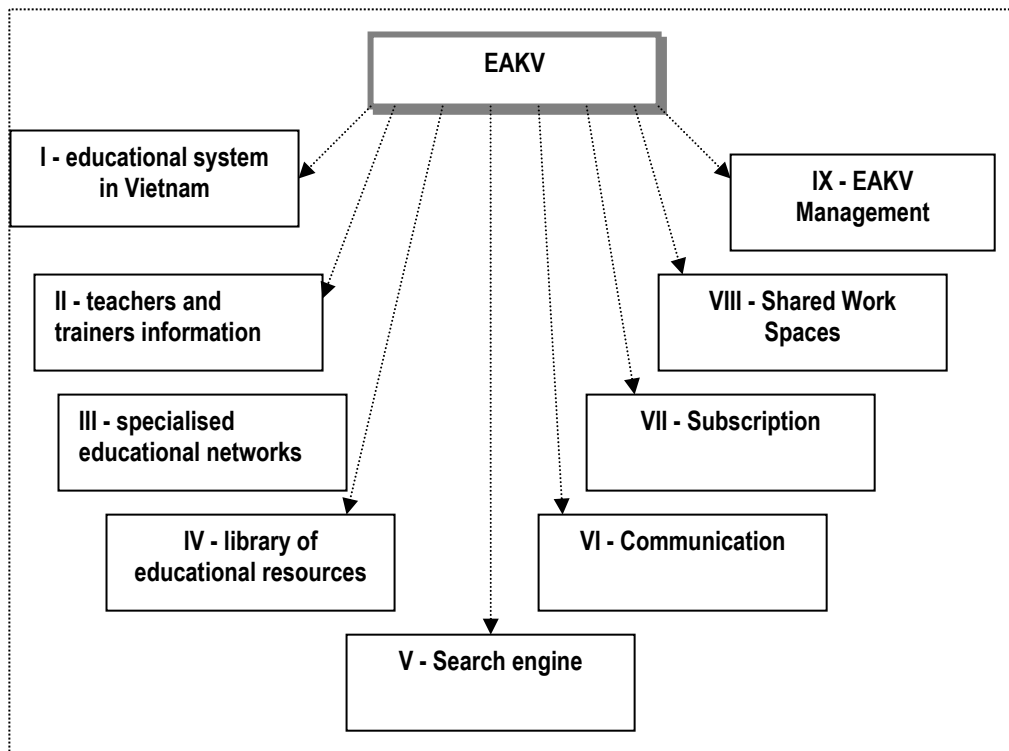 EAKV
I - educational system
in Vietnam
II - teachers and
trainers information
III - specialised
educational networks
IV - library of
educational resources
V - Search engine
VI - Communication
VII - Subscription
VIII - Shared Work
Spaces
IX - EAKV
Management